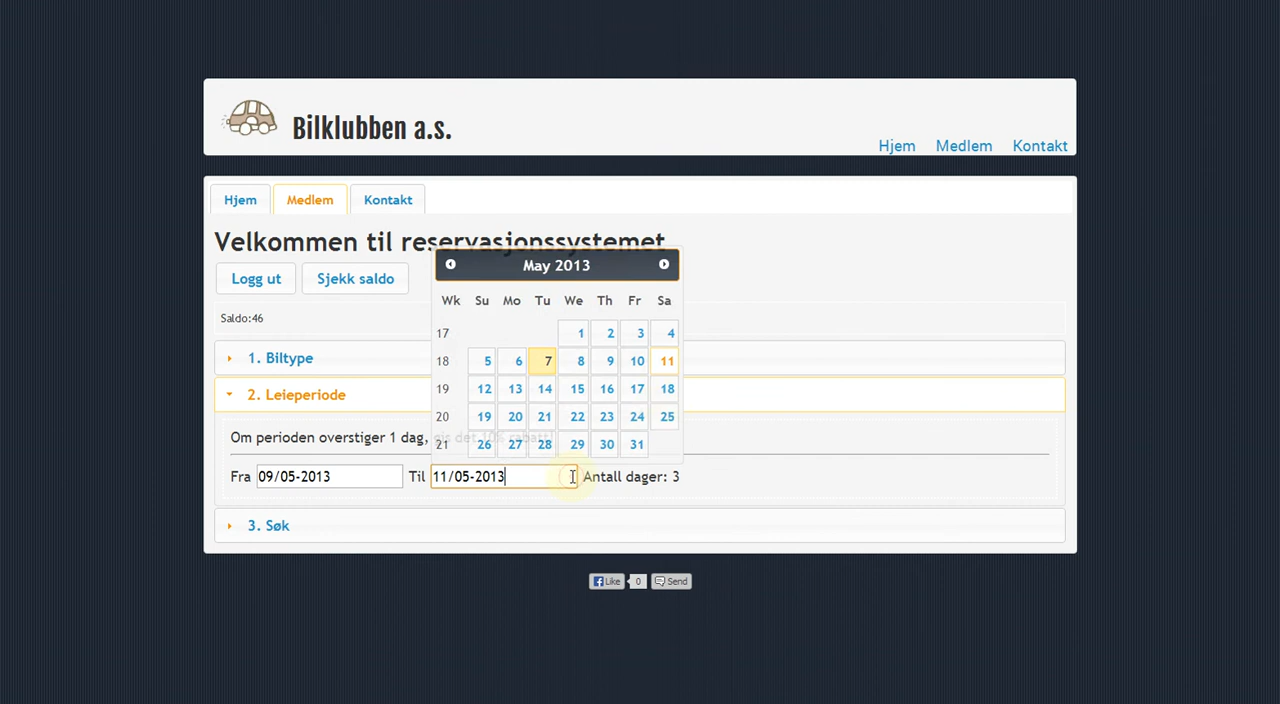 Bilklubben a.s.
Hjem Medlem Kontakt
Hjem Medlem Kontakt
Velkommen til reservasjonssystemet
Logg ut Sjekk saldo
Saldo:46
May 2013
Wk Su Mo Tu We Th Fr Sa
17 1 2 3 4
18 5 6 7 8 9 10 11
19 12 13 14 15 16 17 18
20 19 20 21 22 23 24 25
21 26 27 28 29 30 31
1. Biltype
2. Leieperiode
Om perioden overstiger 1 dag, gis det 10% rabatt!
Fra 09/05-2013 Til 11/05-2013 Antall dager: 3
3. Søk
Like 0 Send